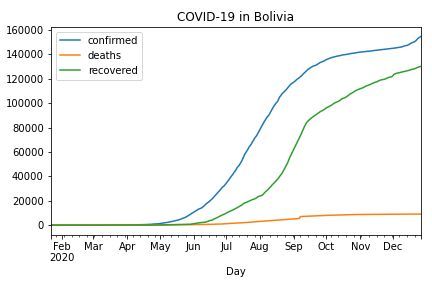 COVID-19 in Bolivia
160000
140000
120000
100000
80000
60000
40000
20000
0
confirmed
deaths
recovered
Feb Mar Apr May Jun Jul Aug Sep Oct Nov Dec
2020
Day